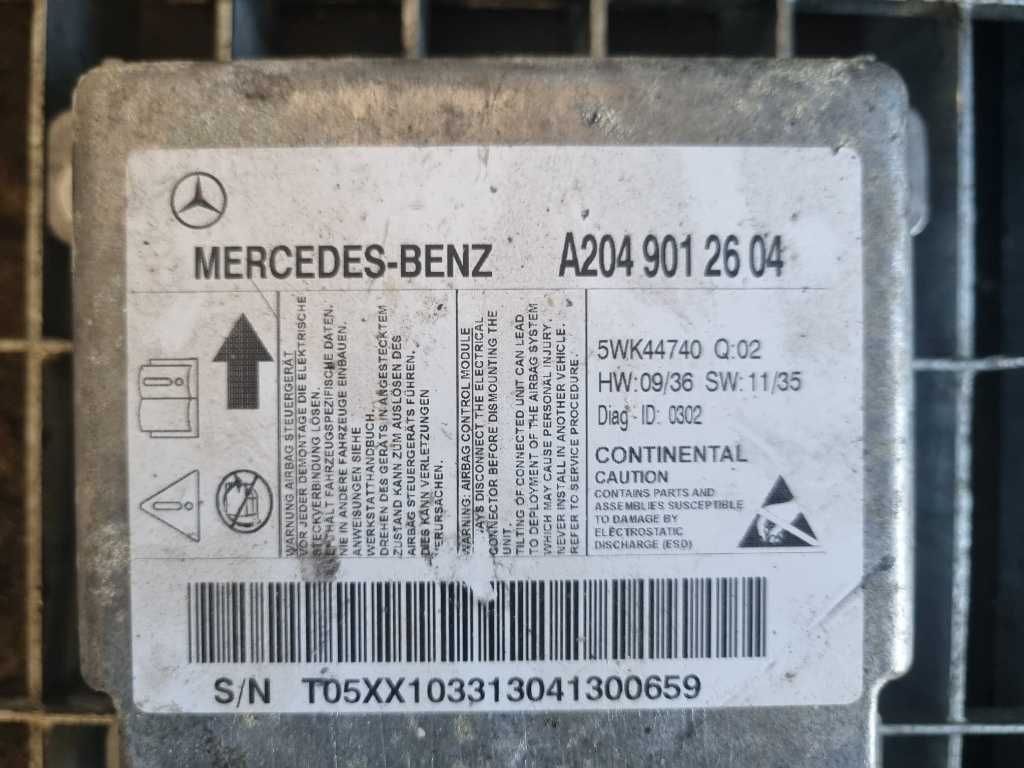 MERCEDES-BENZ A204 901 26 04
WARNUNG AIRBAG STEUERGERÄT
VOR JEDER DEMONTAGE DIE ELEKTRISCHE
STECKVERBINDUNG LÖSEN.
FAHRZEUGSPEZIFISCHE DATEN.
NIE IN ANDERE FAHRZEUGE EINBAUEN.
ANWEISUNGEN SIEHE
WERKSTATTHANDBUCH.
DREHEN DES GERÄTS IN ANGESTECKTEM
ZUSTAND KANN ZUM AUSLÖSEN DES
AIRBAG STEUERGERÄTS FÜHREN.
DIES KANN VERLETZUNGEN
VERURSACHEN.
WARNING: AIRBAG CONTROL MODULE
DISCONNECT THE ELECTRICAL
CONNECTOR BEFORE DISMOUNTING THE
UNIT.
TILTING OF CONNECTED UNIT CAN LEAD
TO DEPLOYMENT OF THE AIRBAG SYSTEM
WHICH MAY CAUSE PERSONAL INJURY.
NEVER INSTALL IN ANOTHER VEHICLE.
REFER TO SERVICE PROCEDURE.
5WK44740 Q:02
HW:09/36 SW:11/35
Diag-ID: 0302
CONTINENTAL
CAUTION
CONTAINS PARTS AND
ASSEMBLIES SUSCEPTIBLE
TO DAMAGE BY
ELECTROSTATIC
DISCHARGE (ESD)
S/N T05XX103313041300659